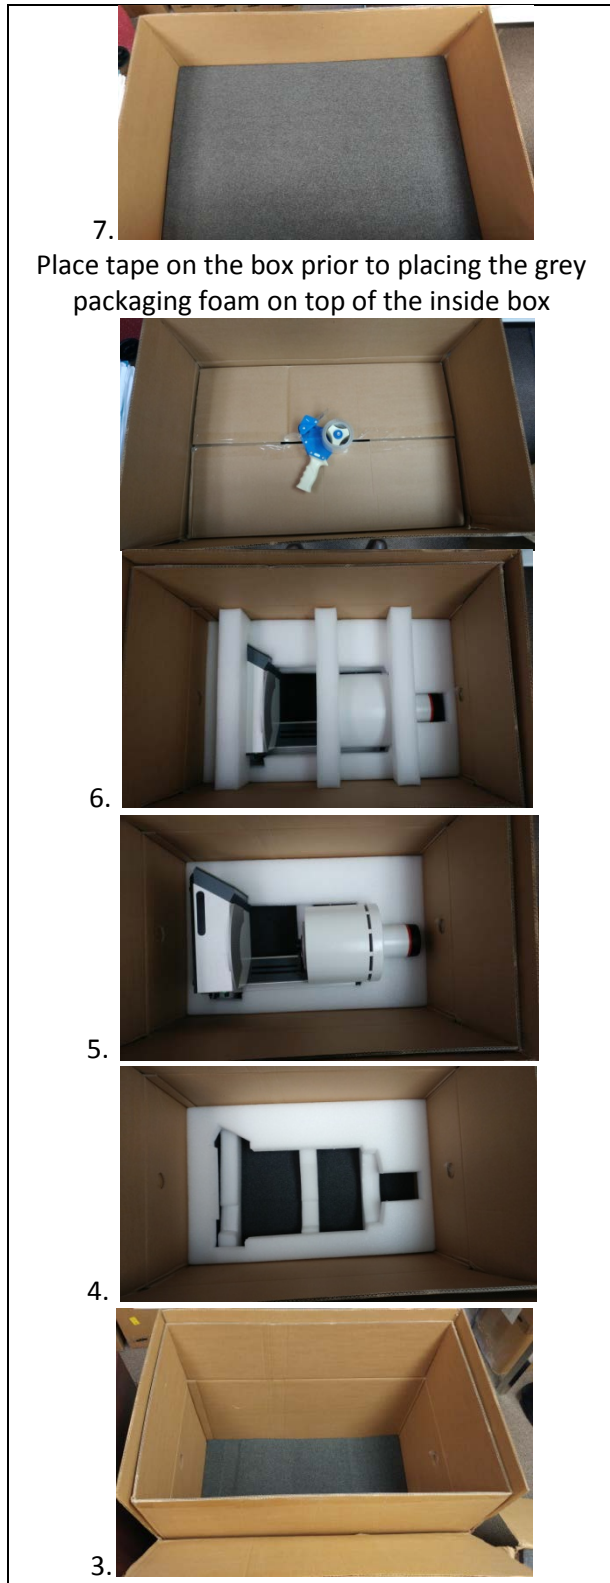 7.
Place tape on the box prior to placing the grey
packaging foam on top of the inside box
6.
5.
4.
3.